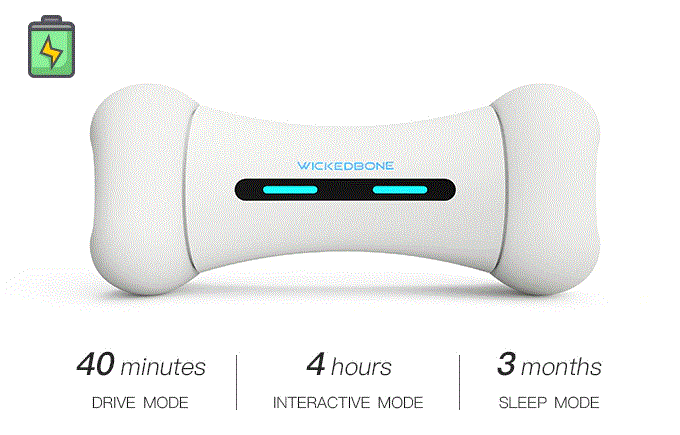 WICKEDBONE
40 minutes
DRIVE MODE
4 hours
INTERACTIVE MODE
3 months
SLEEP MODE